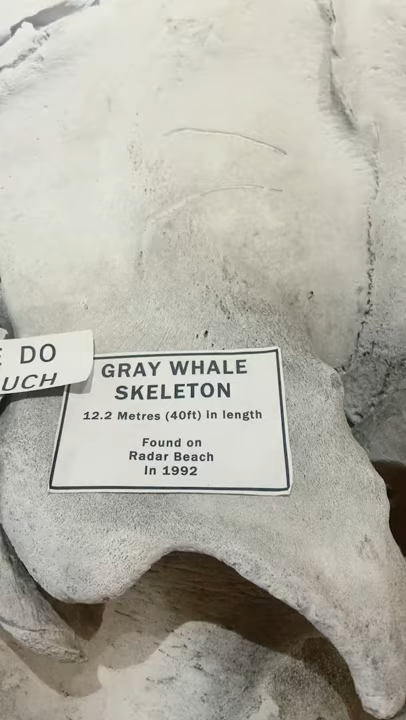 E DO
UCH
GRAY WHALE
SKELETON
12.2 Metres (40ft) in length
Found on
Radar Beach
In 1992